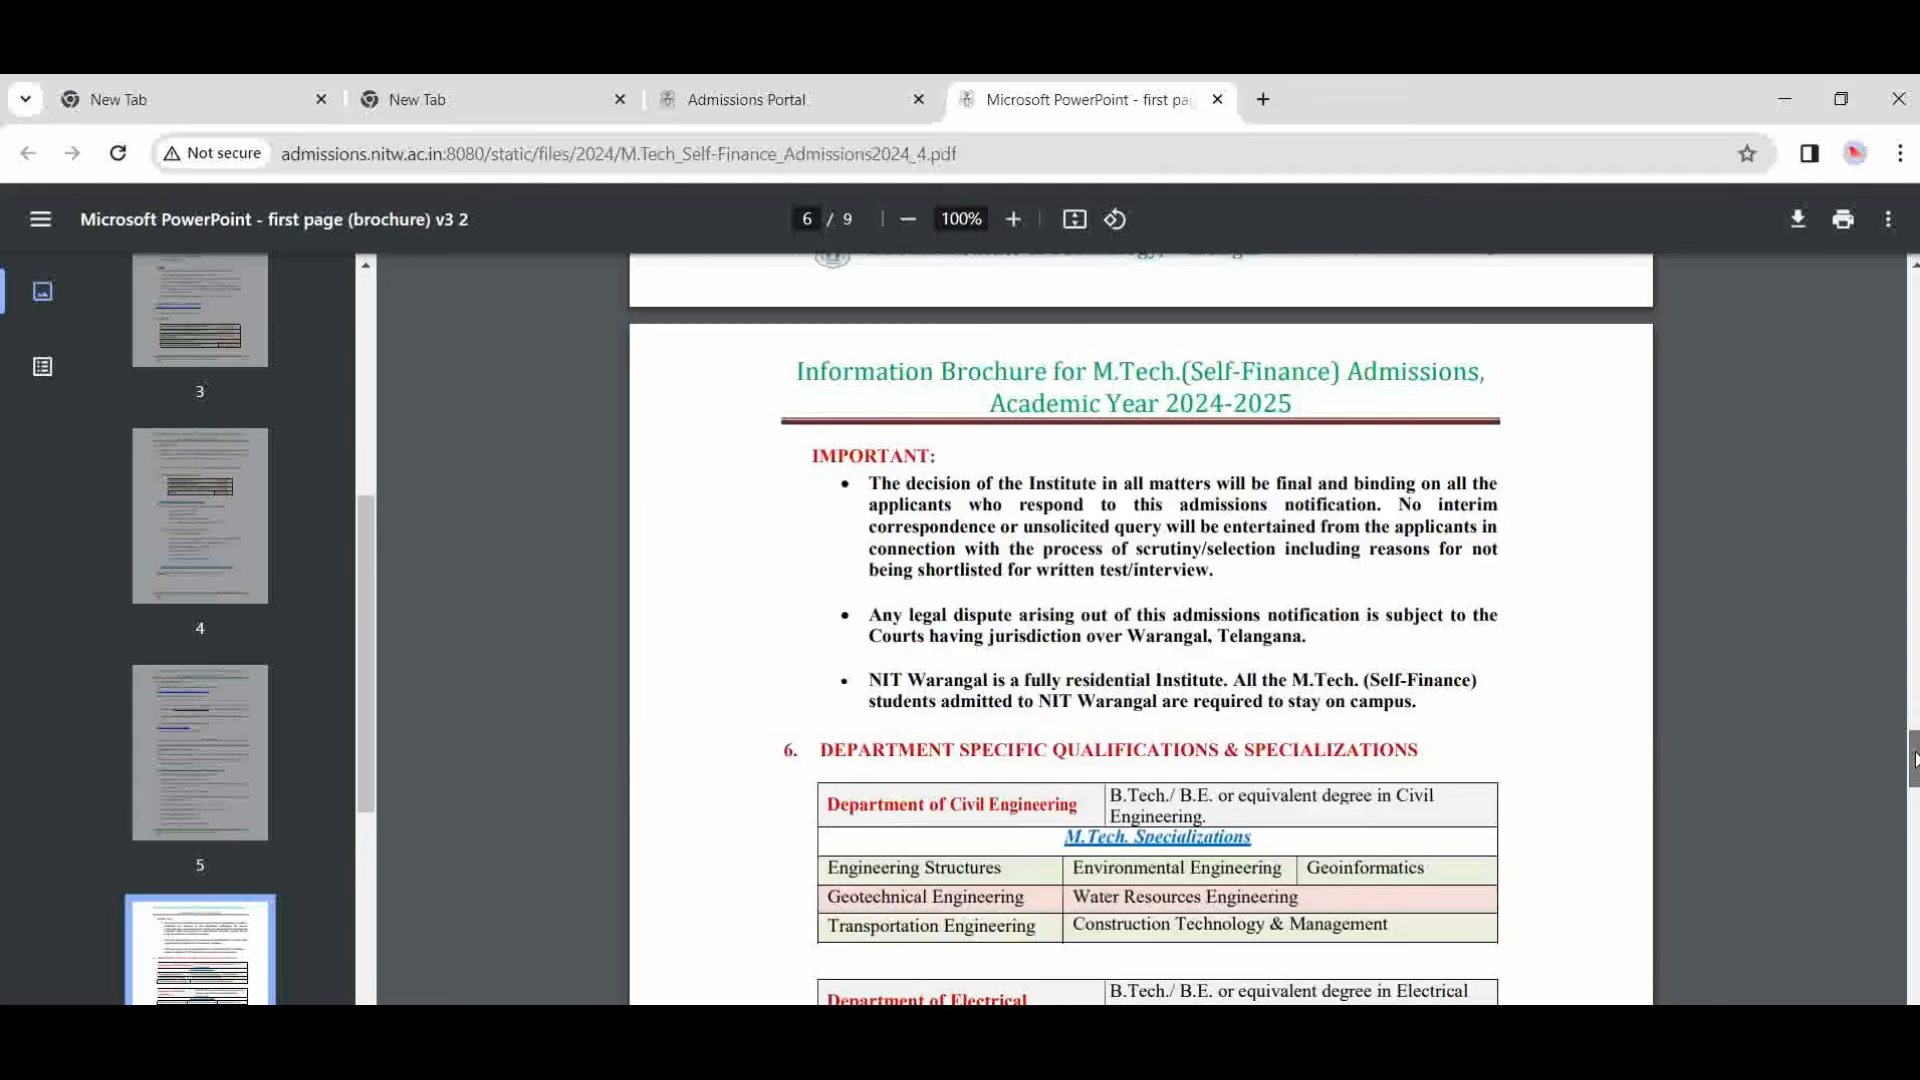 New Tab
New Tab
Admissions Portal
Microsoft PowerPoint - first pa
Not secure
admissions.nitw.ac.in:8080/static/files/2024/M.Tech_Self-Finance_Admissions2024_4.pdf
Microsoft PowerPoint - first page (brochure) v3 2
6 / 9
100%
3
4
5
Information Brochure for M.Tech.(Self-Finance) Admissions,
Academic Year 2024-2025
IMPORTANT:
• The decision of the Institute in all matters will be final and binding on all the
applicants who respond to this admissions notification. No interim
correspondence or unsolicited query will be entertained from the applicants in
connection with the process of scrutiny/selection including reasons for not
being shortlisted for written test/interview.
• Any legal dispute arising out of this admissions notification is subject to the
Courts having jurisdiction over Warangal, Telangana.
• NIT Warangal is a fully residential Institute. All the M.Tech. (Self-Finance)
students admitted to NIT Warangal are required to stay on campus.
6. DEPARTMENT SPECIFIC QUALIFICATIONS & SPECIALIZATIONS
Department of Civil Engineering
B.Tech./ B.E. or equivalent degree in Civil
Engineering.
M.Tech. Specializations
Engineering Structures
Environmental Engineering
Geoinformatics
Geotechnical Engineering
Water Resources Engineering
Transportation Engineering
Construction Technology & Management
Department of Electrical
B.Tech./ B.E. or equivalent degree in Electrical